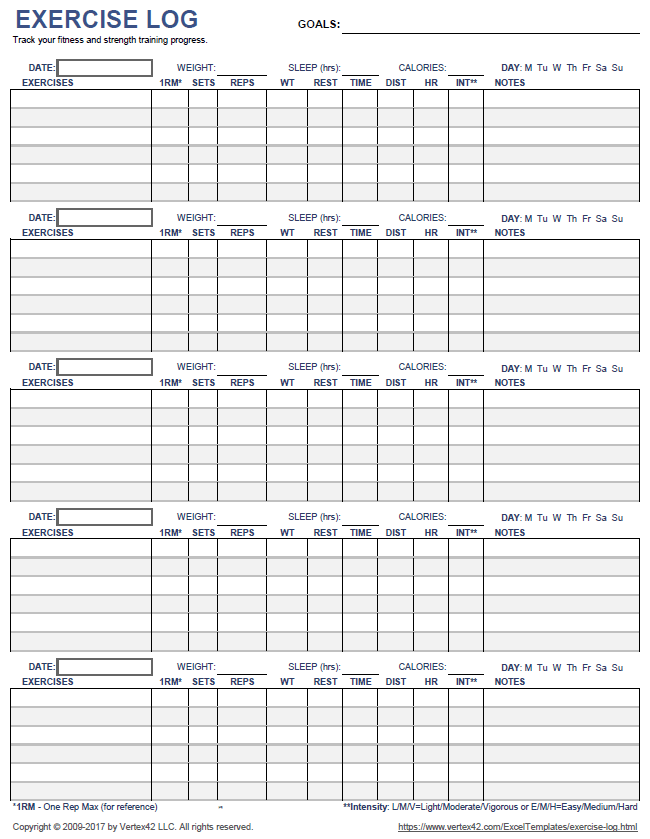 EXERCISE LOG
GOALS:
Track your fitness and strength training progress.
DATE: WEIGHT: SLEEP (hrs): CALORIES: DAY: M Tu W Th Fr Sa Su
EXERCISES 1RM* SETS REPS WT REST TIME DIST HR INT** NOTES
DATE: WEIGHT: SLEEP (hrs): CALORIES: DAY: M Tu W Th Fr Sa Su
EXERCISES 1RM* SETS REPS WT REST TIME DIST HR INT** NOTES
DATE: WEIGHT: SLEEP (hrs): CALORIES: DAY: M Tu W Th Fr Sa Su
EXERCISES 1RM* SETS REPS WT REST TIME DIST HR INT** NOTES
DATE: WEIGHT: SLEEP (hrs): CALORIES: DAY: M Tu W Th Fr Sa Su
EXERCISES 1RM* SETS REPS WT REST TIME DIST HR INT** NOTES
DATE: WEIGHT: SLEEP (hrs): CALORIES: DAY: M Tu W Th Fr Sa Su
EXERCISES 1RM* SETS REPS WT REST TIME DIST HR INT** NOTES
*1RM - One Rep Max (for reference) **Intensity: L/M/V=Light/Moderate/Vigorous or E/M/H=Easy/Medium/Hard
Copyright © 2009-2017 by Vertex42 LLC. All rights reserved. https://www.vertex42.com/ExcelTemplates/exercise-log.html